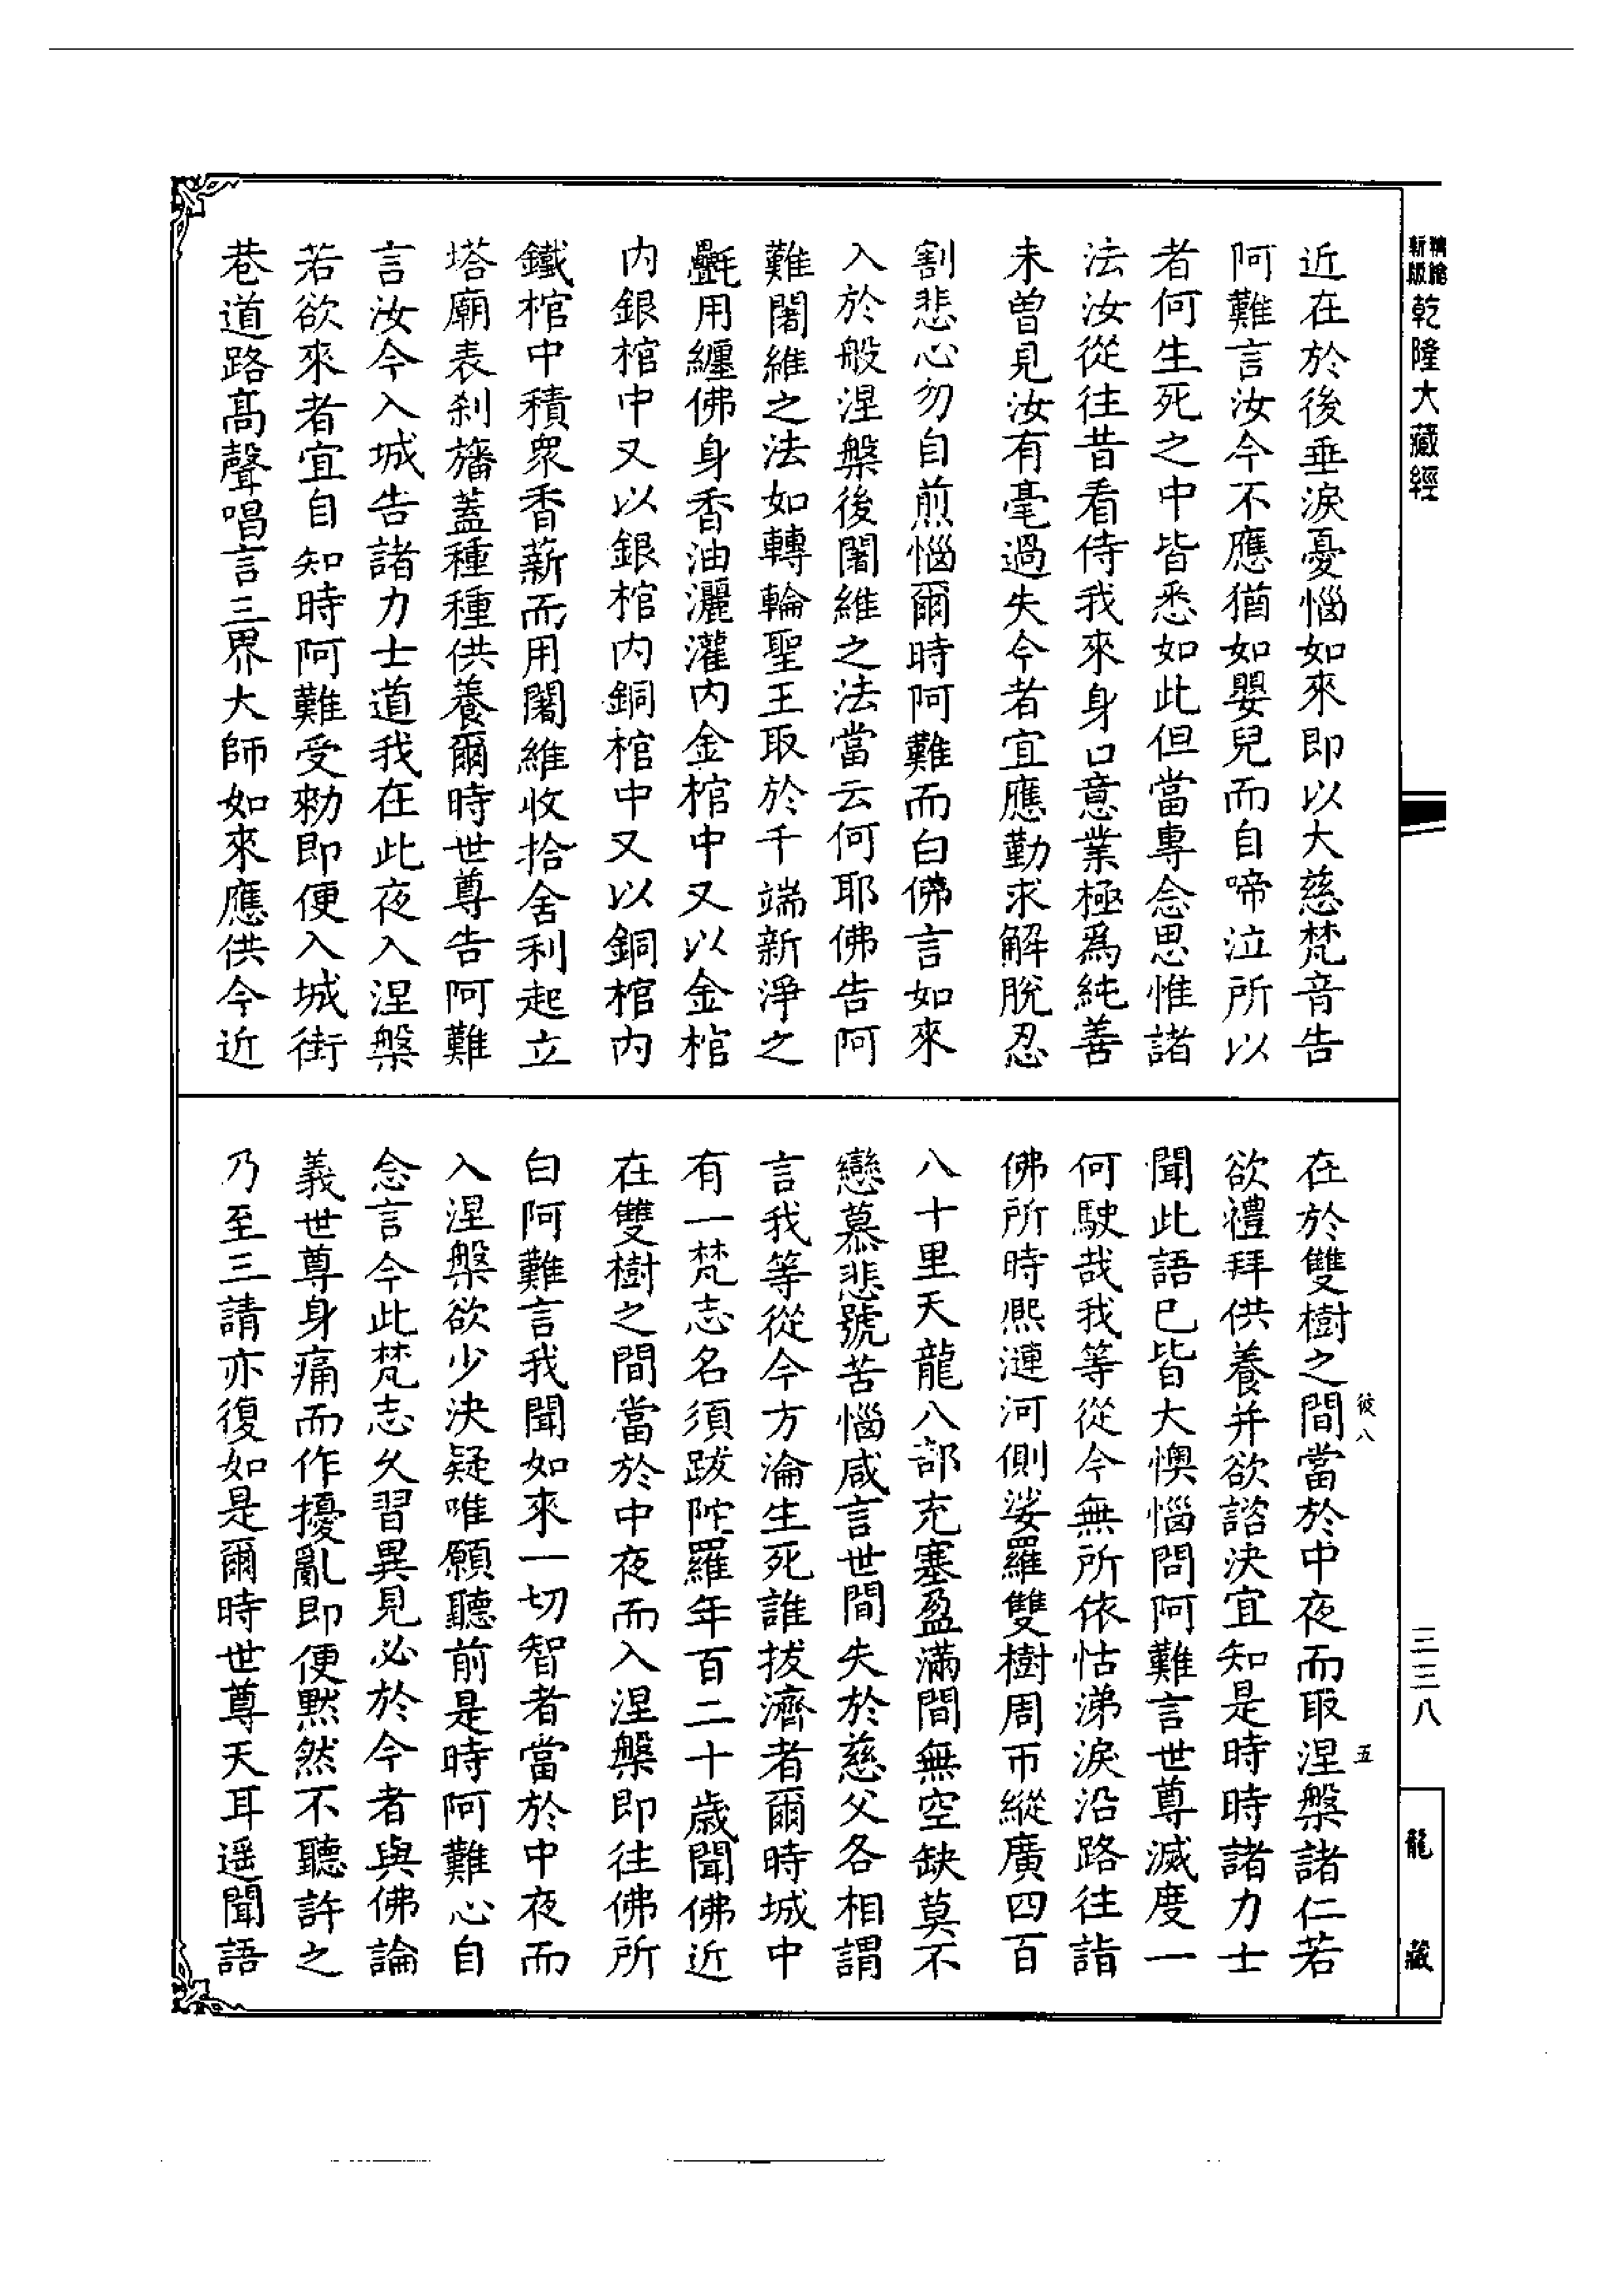 精繪
新版
乾隆大藏經
近在於後垂淚憂惱如來即以大慈梵音告
阿難言汝今不應猶如嬰兒而自啼泣所以
者何生死之中皆悉如此但當專念思惟諸
法汝從往昔看侍我來身口意業極爲純善
未曾見汝有毫過失今者宜應勤求解脫忍
割悲心勿自煎惱爾時阿難而白佛言如來
入於般涅槃後闍維之法當云何耶佛告阿
難闍維之法如轉輪聖王取於千端新淨之
氎用纏佛身香油灑灌內金棺中又以金棺
內銀棺中又以銀棺內銅棺中又以銅棺內
鐵棺中積衆香薪而用闍維收拾舍利起立
塔廟表刹旛蓋種種供養爾時世尊告阿難
言汝今入城告諸力士道我在此夜入涅槃
若欲來者宜自知時阿難受勑即便入城街
巷道路高聲唱言三界大師如來應供今近
在於雙樹之間當於中夜而取涅槃諸仁若
欲禮拜供養并欲諮決宜知是時時諸力士
聞此語已皆大懊惱問阿難言世尊滅度一
何駛哉我等從今無所依怙涕淚沿路往詣
佛所時熈漣河側娑羅雙樹周帀縱廣四百
八十里天龍八部充塞盈滿間無空缺莫不
戀慕悲號苦惱咸言世間失於慈父各相謂
言我等從今方淪生死誰拔濟者爾時城中
有一梵志名須跋陀羅年百二十歲聞佛近
在雙樹之間當於中夜而入涅槃即往佛所
白阿難言我聞如來一切智者當於中夜而
入涅槃欲少決疑唯願聽前是時阿難心自
念言今此梵志久習異見必於今者與佛論
義世尊身痛而作擾亂即便默然不聽許之
乃至三請亦復如是爾時世尊天耳遥聞語
彼八
五
三三八
龍藏